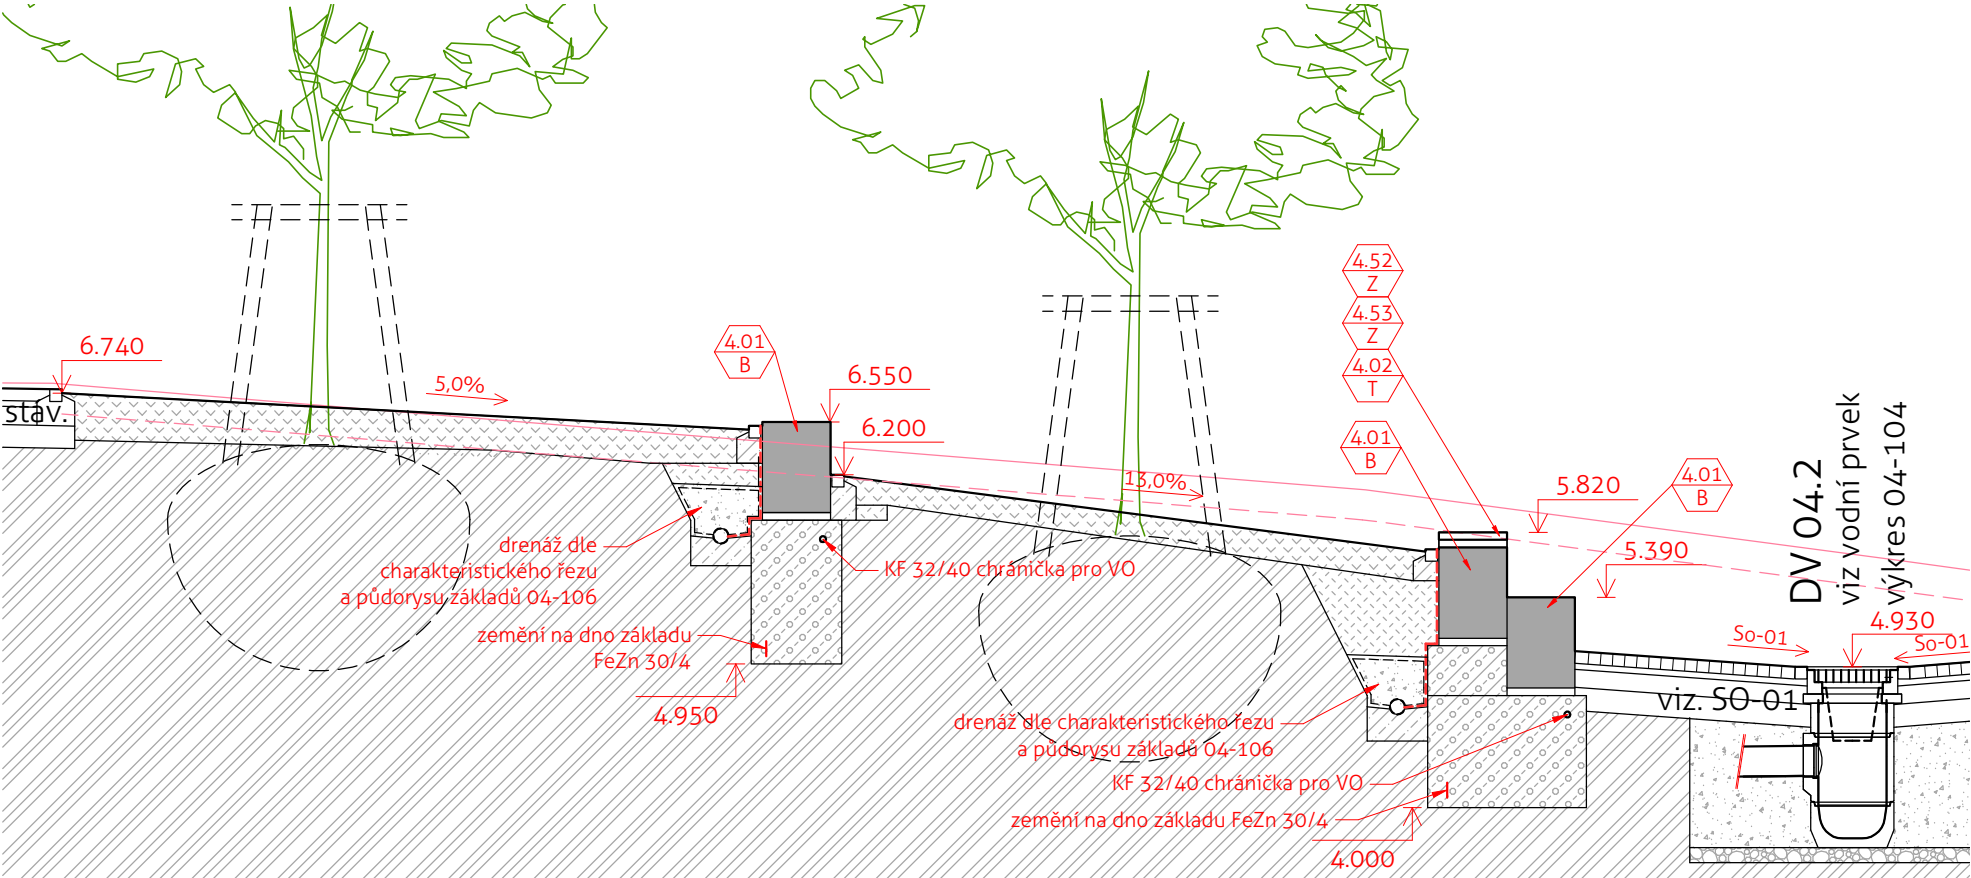 4.52
Z
4.53
Z
4.02
T
4.01
B
6.740
5,0%
6.550
stav.
6.200
4.01
B
13,0%
5.820
4.01
B
DV 04.2
viz vodní prvek
výkres 04-104
5.390
drenáž dle
charakteristického řezu
a půdorysu základů 04-106
KF 32/40 chránička pro VO
zemění na dno základu
FeZn 30/4
4.950
So-01
4.930
So-01
viz. SO-01
drenáž dle charakteristického řezu
a půdorysu základů 04-106
KF 32/40 chránička pro VO
zemění na dno základu FeZn 30/4
4.000